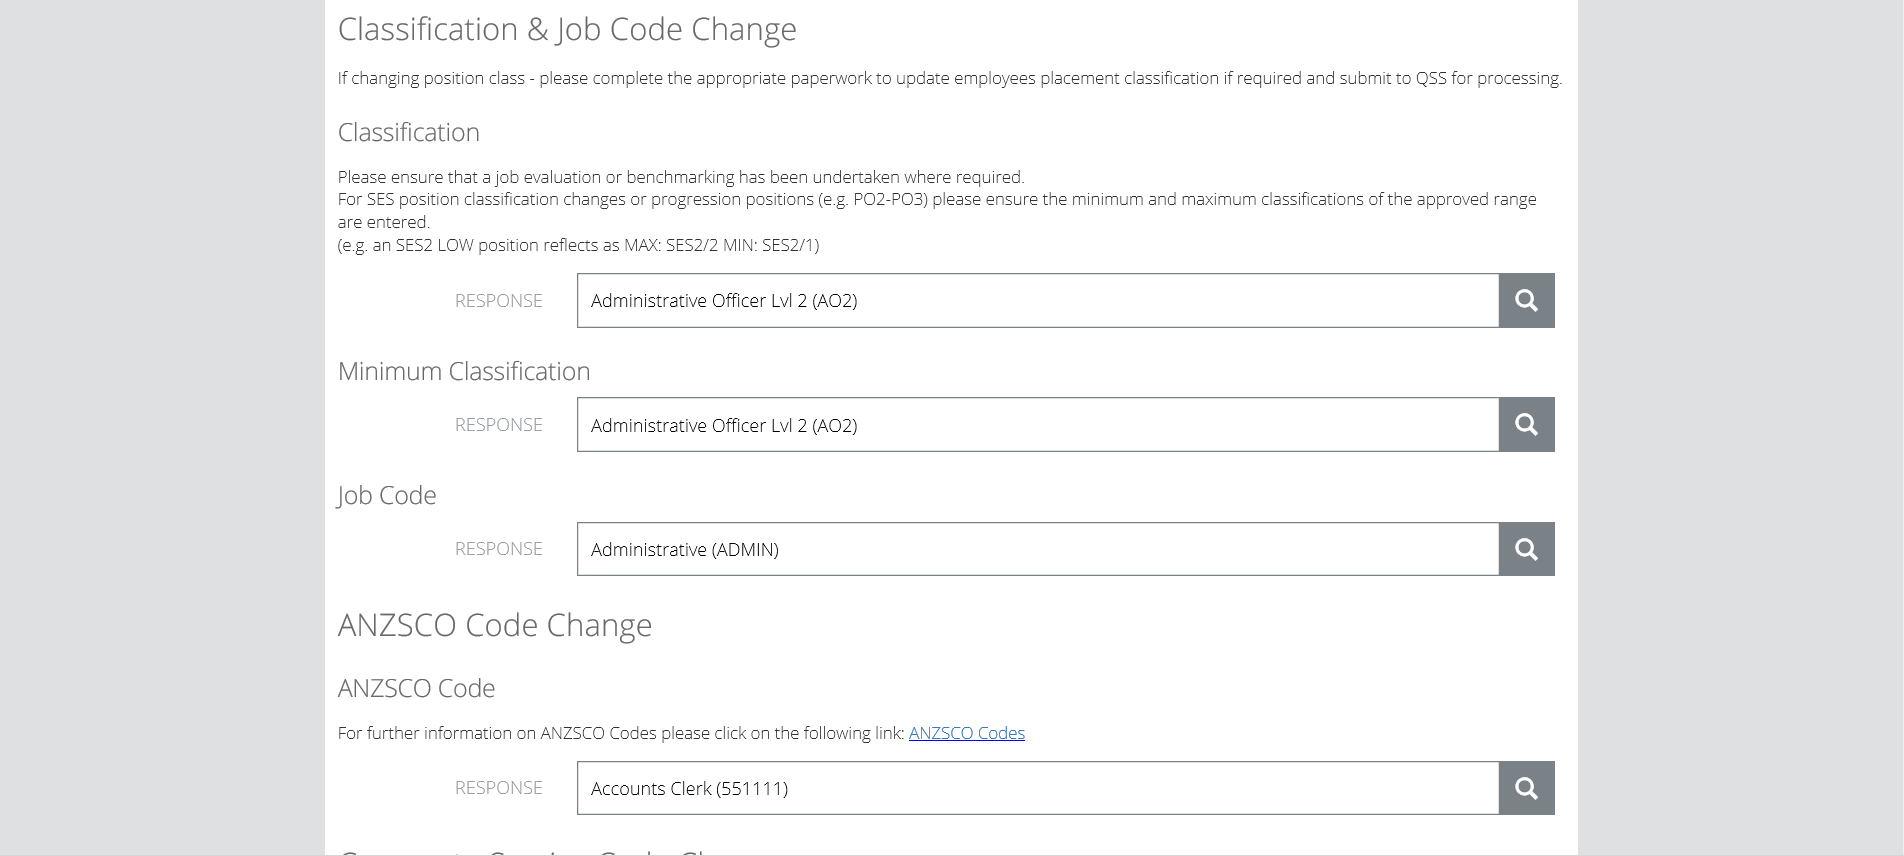 Classification & Job Code Change
If changing position class - please complete the appropriate paperwork to update employees placement classification if required and submit to QSS for processing.
Classification
Please ensure that a job evaluation or benchmarking has been undertaken where required.
For SES position classification changes or progression positions (e.g. PO2-PO3) please ensure the minimum and maximum classifications of the approved range
are entered.
(e.g. an SES2 LOW position reflects as MAX: SES2/2 MIN: SES2/1)
RESPONSE Administrative Officer Lvl 2 (AO2)
Minimum Classification
RESPONSE Administrative Officer Lvl 2 (AO2)
Job Code
RESPONSE Administrative (ADMIN)
ANZSCO Code Change
ANZSCO Code
For further information on ANZSCO Codes please click on the following link: ANZSCO Codes
RESPONSE Accounts Clerk (551111)